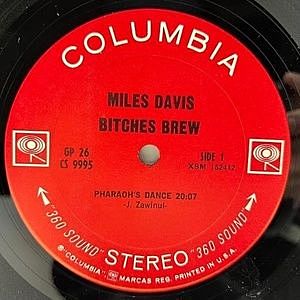 COLUMBIA
MILES DAVIS
BITCHES BREW
GP 26
CS 9995
SIDE 1
XSM 152412
PHARAOH'S DANCE 20:07
-J. Zawinul-
"360 SOUND" STEREO "360 SOUND"
® "COLUMBIA", MARCAS REG. PRINTED IN U.S.A.